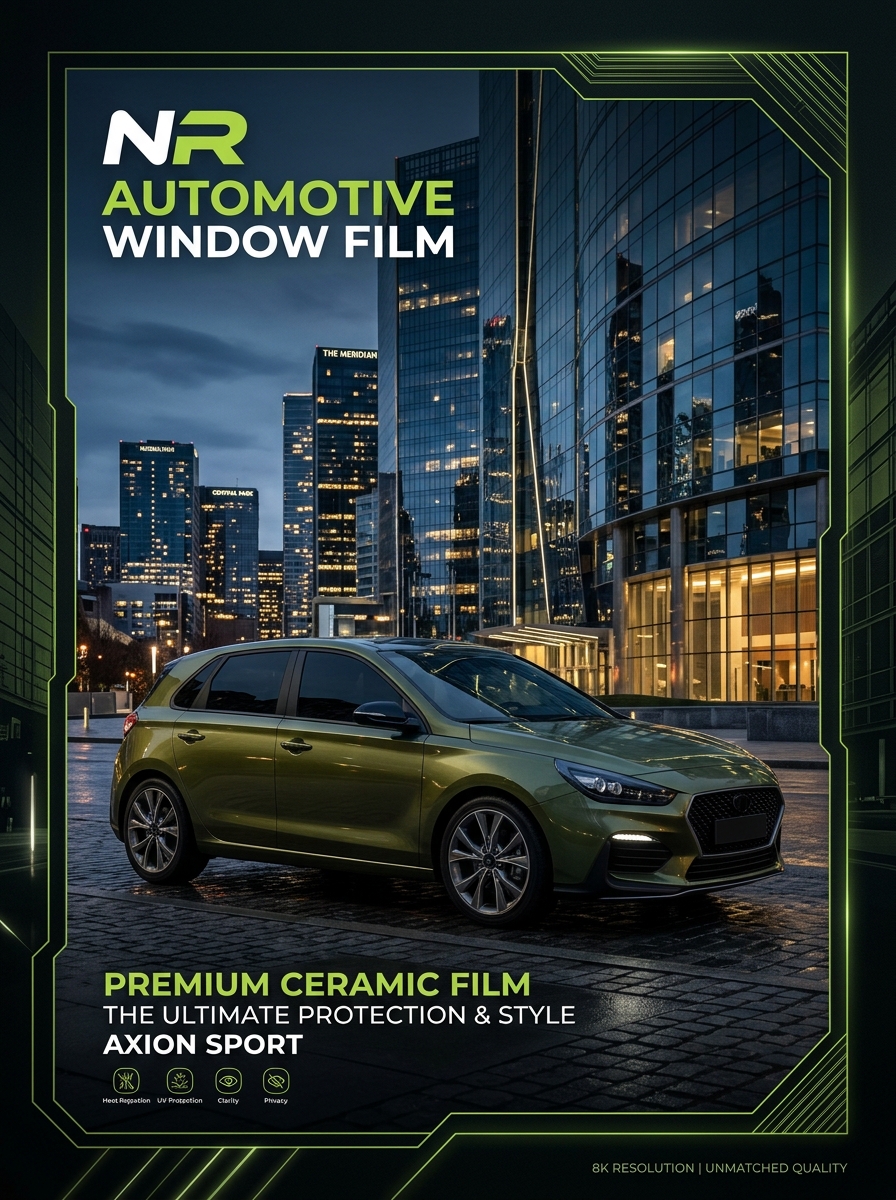 NR
AUTOMOTIVE
WINDOW FILM
THE MERIDIAN
PREMIUM CERAMIC FILM
THE ULTIMATE PROTECTION & STYLE
AXION SPORT
UV Protection Clarity Privacy
8K RESOLUTION | UNMATCHED QUALITY